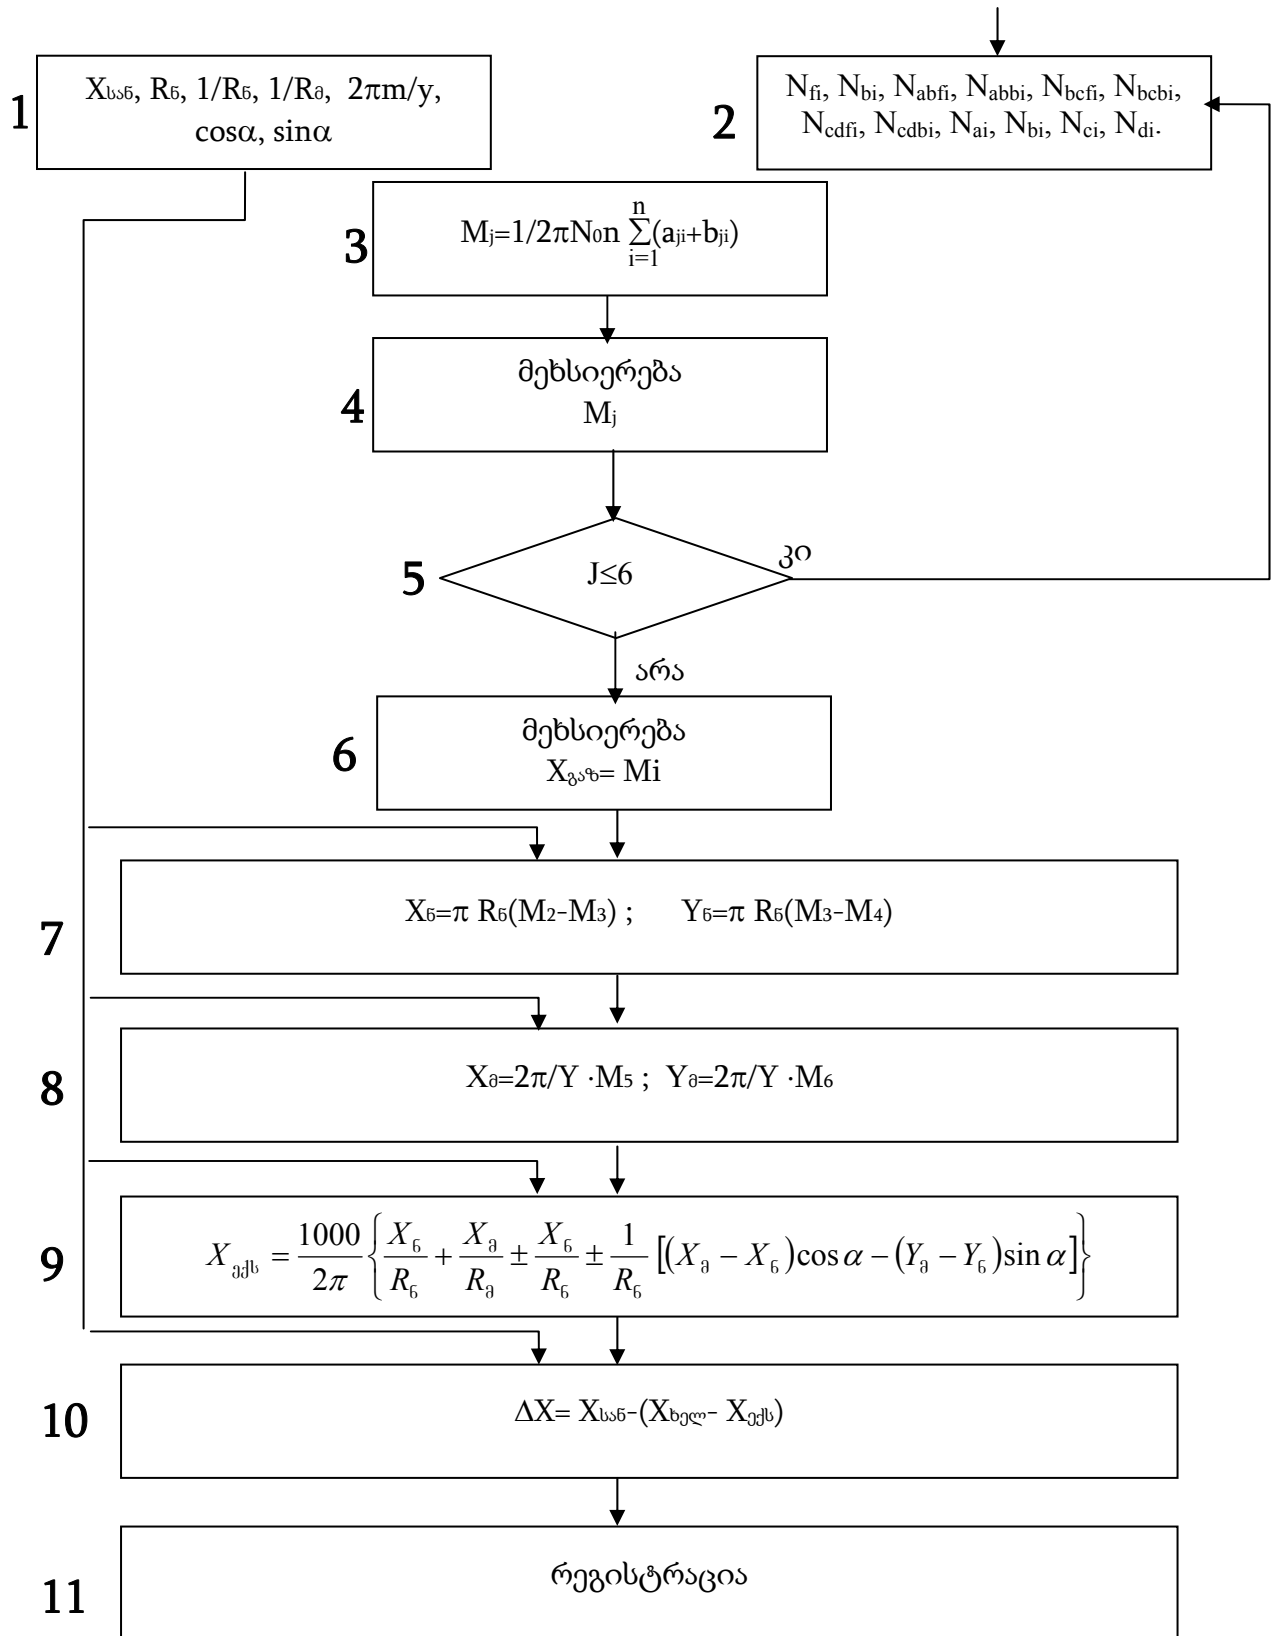 1
X სან, Rნ, 1/Rნ, 1/Rმ, 2πm/y,
cosα, sinα
2
Nfi, Nbi, Nabfi, Nabbi, Nbcfi, Nbcbi,
Ncdfi, Ncdbi, Nai, Nbi, Nci, Ndi.
3
n
Mj=1/2πN0n Σ(aji+bji)
i=1
4
მეხსიერება
Mj
5
J≤6
კი
არა
6
მეხსიერება
Xგაზ= Mi
7
Xნ=π Rნ(M2-M3) ; Yნ=π Rნ(M3-M4)
8
Xმ=2π/Y ·M5 ; Yმ=2π/Y ·M6
9
Xექს = 1000/2π {Xნ/Rნ + Xმ/Rმ ± Xნ/Rნ ± 1/Rნ [(Xმ − Xნ)cosα − (Yმ − Yნ)sinα]}
10
ΔX= Xსან-(Xხელ- Xექს)
11
რეგისტრაცია